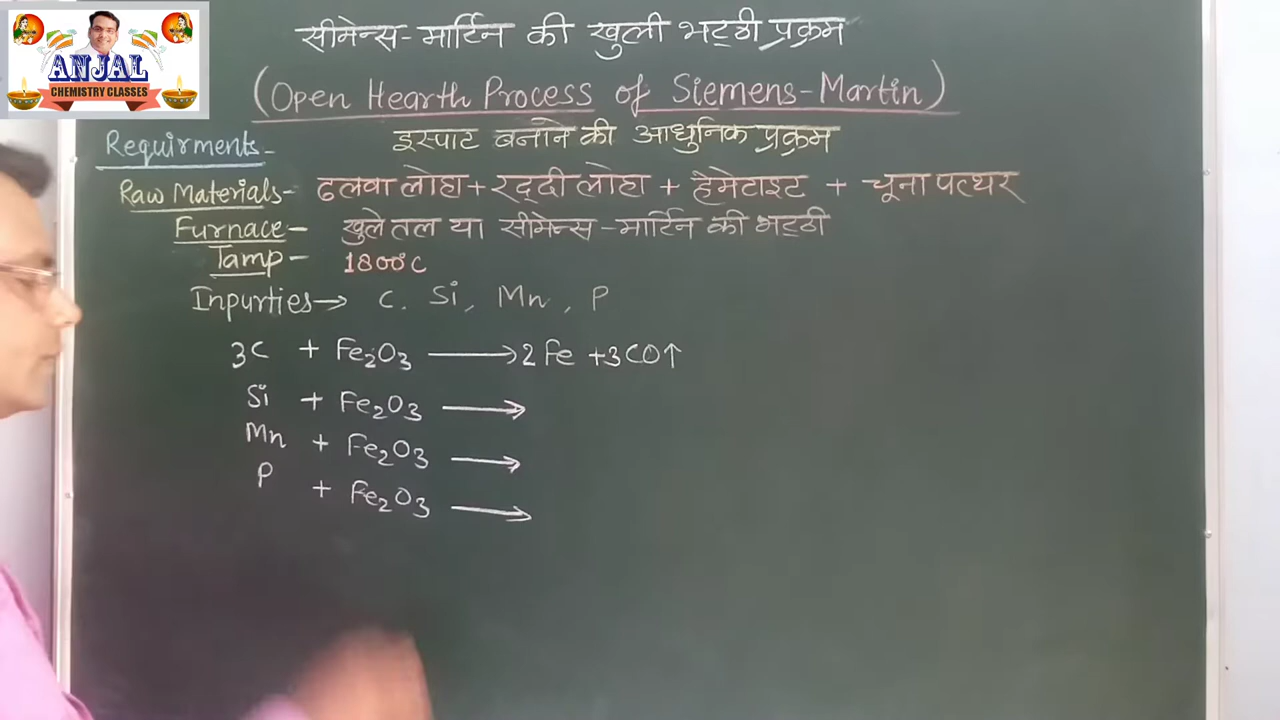 ANJAL
CHEMISTRY CLASSES
सीमेन्स-मार्टिन की खुली भट्ठी प्रक्रम
(Open Hearth Process of Siemens-Martin)
इस्पात बनाने की आधुनिक प्रक्रम
Requirments-
Raw Materials- ढलवा लोहा + रद्दी लोहा + हेमेटाइट + चूना पत्थर
Furnace- खुले तल या सीमेन्स-मार्टिन की भट्ठी
Tamp- 1800°C
Inpurties→ C. Si, Mn, P
3C + Fe₂O₃ ⟶ 2Fe + 3CO↑
Si + Fe₂O₃ ⟶
Mn + Fe₂O₃ ⟶
P + Fe₂O₃ ⟶